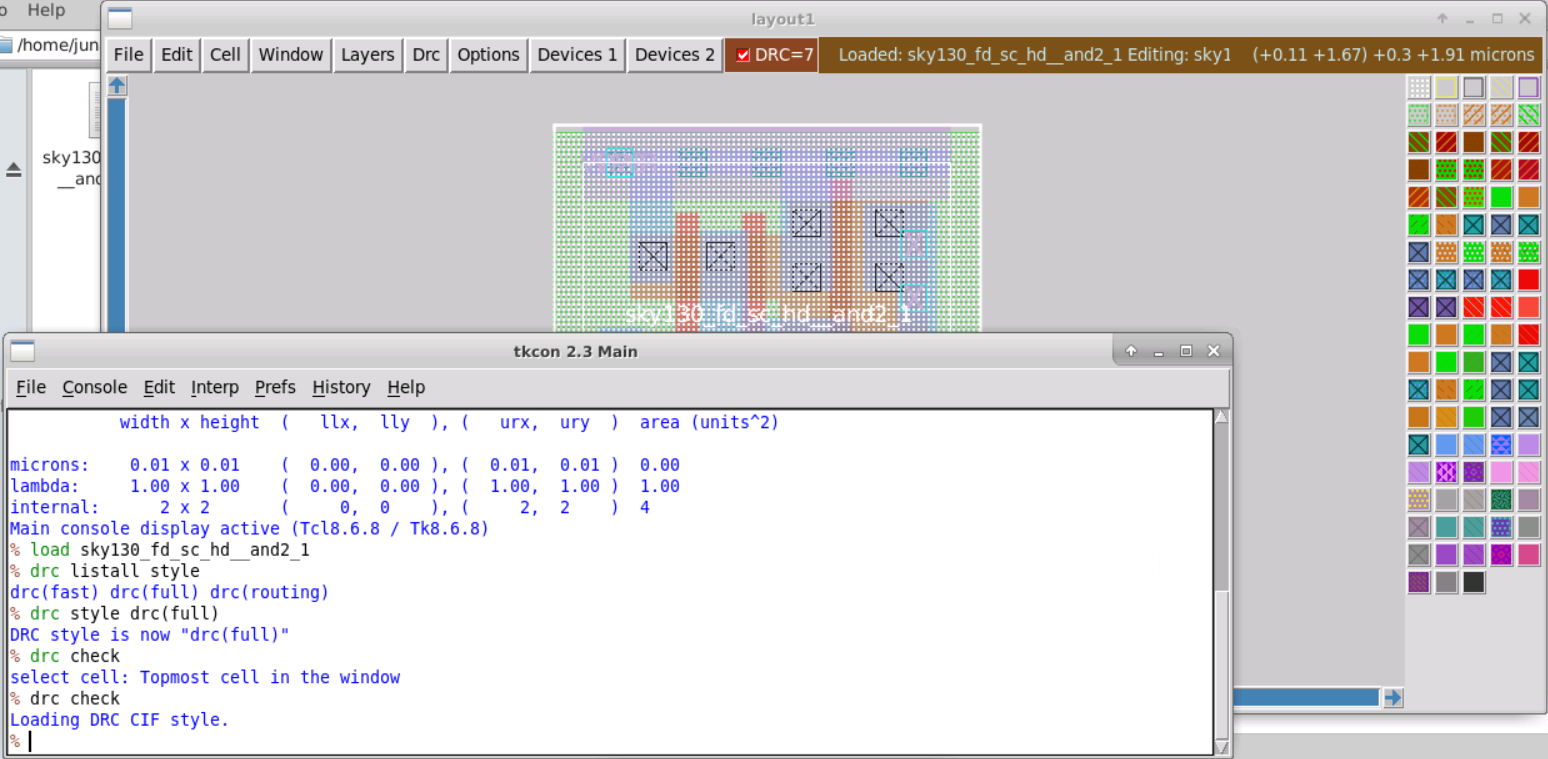 o Help
/home/jun
sky130
__and
layout1
File Edit Cell Window Layers Drc Options Devices 1 Devices 2 DRC=7 Loaded: sky130_fd_sc_hd__and2_1 Editing: sky1 (+0.11 +1.67) +0.3 +1.91 microns
sky130_fd_sc_hd__and2_1
tkcon 2.3 Main
File Console Edit Interp Prefs History Help
width x height ( llx, lly ), ( urx, ury ) area (units^2)
microns: 0.01 x 0.01 ( 0.00, 0.00 ), ( 0.01, 0.01 ) 0.00
lambda: 1.00 x 1.00 ( 0.00, 0.00 ), ( 1.00, 1.00 ) 1.00
internal: 2 x 2 ( 0, 0 ), ( 2, 2 ) 4
Main console display active (Tcl8.6.8 / Tk8.6.8)
% load sky130_fd_sc_hd__and2_1
% drc listall style
drc(fast) drc(full) drc(routing)
% drc style drc(full)
DRC style is now "drc(full)"
% drc check
select cell: Topmost cell in the window
% drc check
Loading DRC CIF style.
%